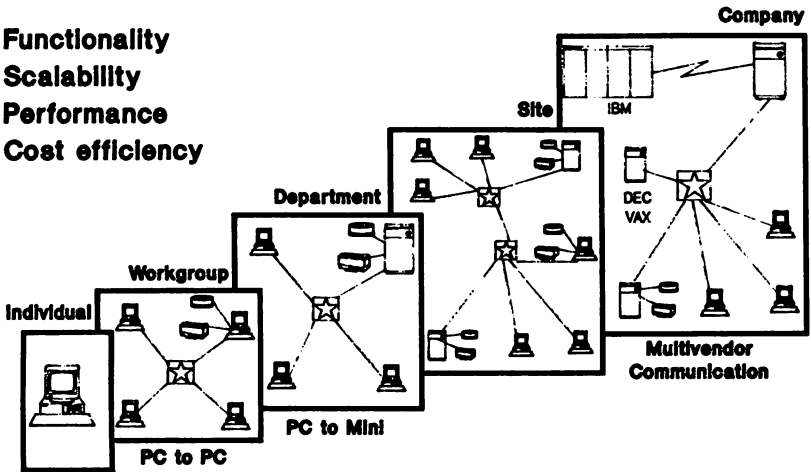 Company
Functionality
Scalability
Performance
Cost efficiency
IBM
Site
Department
DEC
VAX
Workgroup
Individual
Multivendor
Communication
PC to Mini
PC to PC